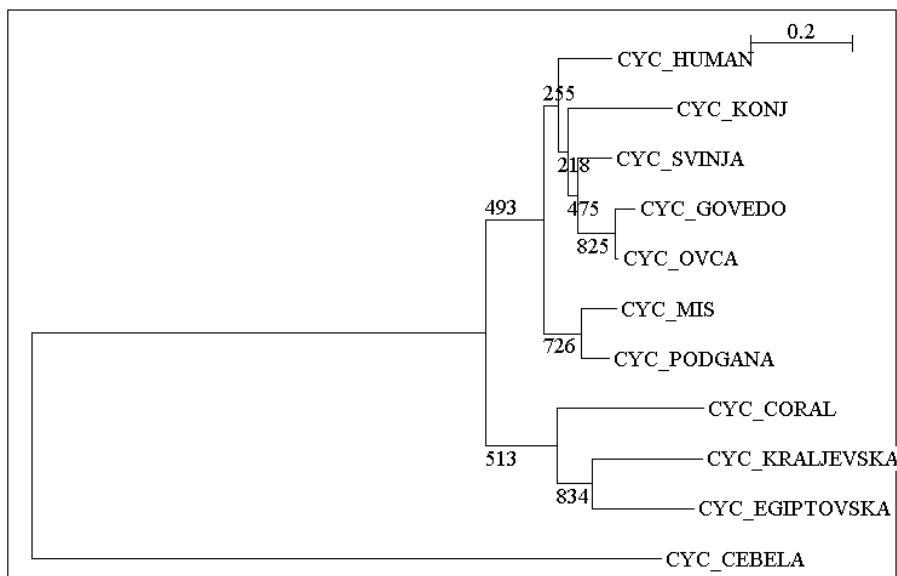 0.2
CYC_HUMAN
255
CYC_KONJ
CYC_SVINJA
218
493
475
CYC_GOVEDO
825
CYC_OVCA
CYC_MIS
726
CYC_PODGANA
CYC_CORAL
513
CYC_KRALJEVSKA
834
CYC_EGIPTOVSKA
CYC_CEBELA